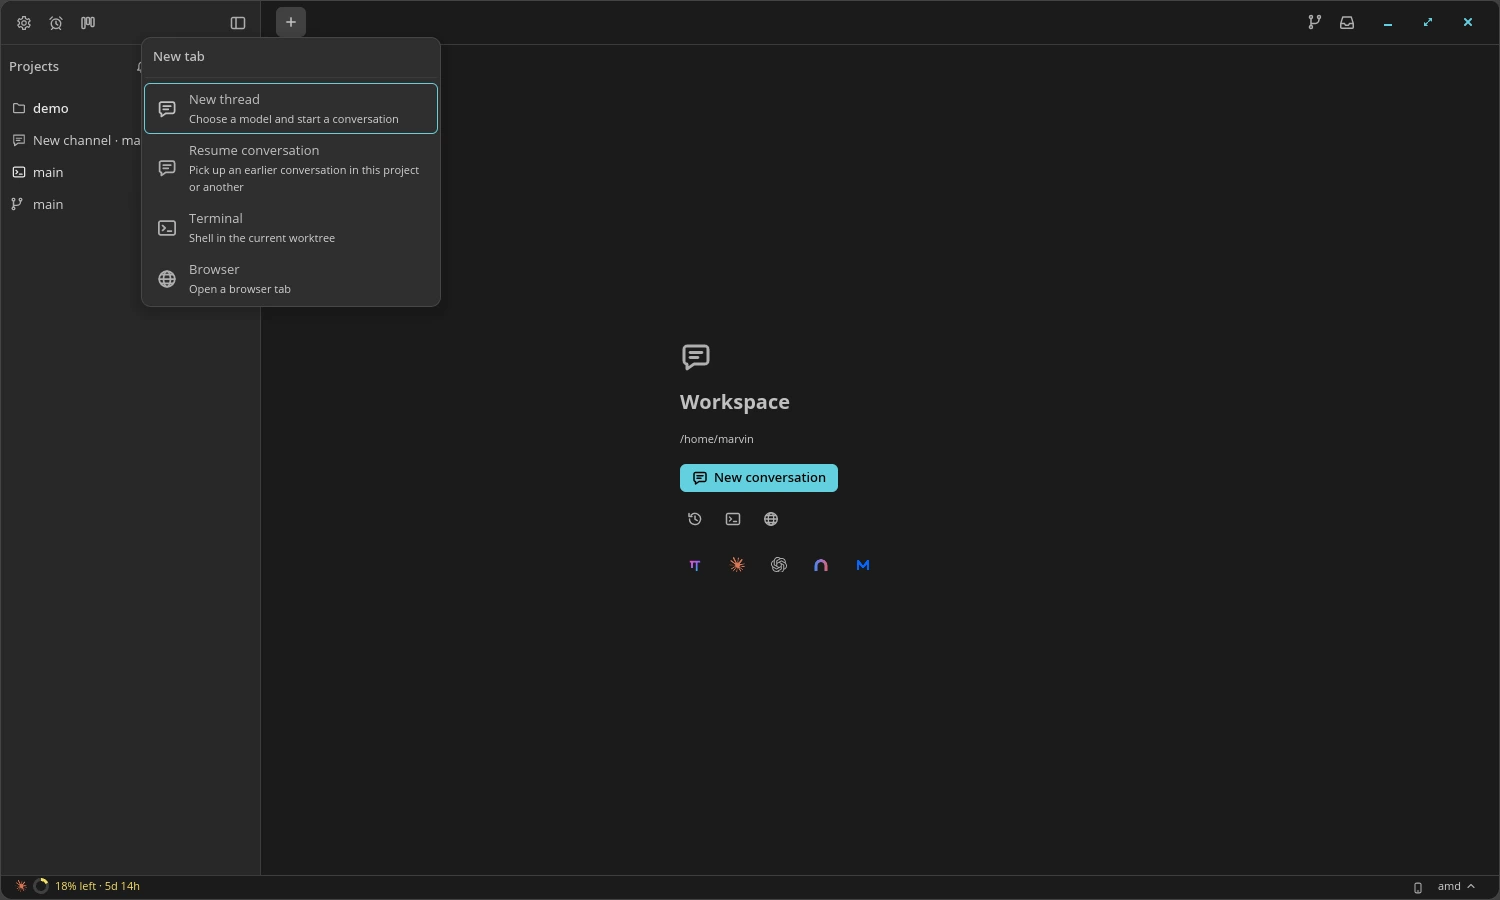 New tab
Projects
New thread
Choose a model and start a conversation
demo
Resume conversation
New channel · ma
Pick up an earlier conversation in this project
or another
main
main
Terminal
Shell in the current worktree
Browser
Open a browser tab
Workspace
/home/marvin
New conversation
18% left · 5d 14h
amd